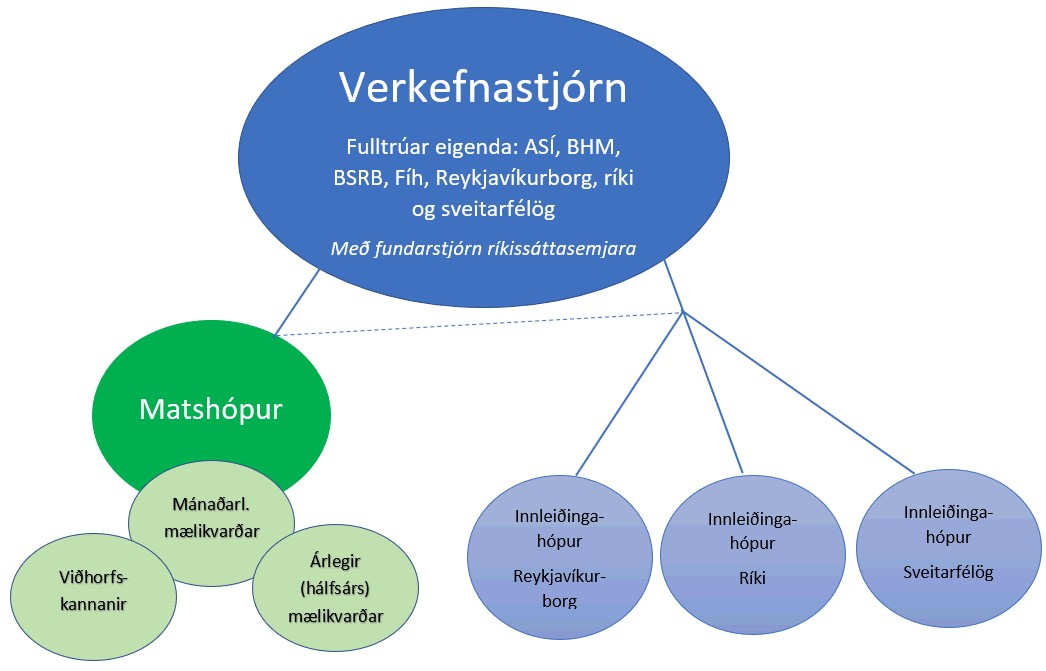 Verkefnastjórn
Fulltrúar eigenda: ASÍ, BHM,
BSRB, Fíh, Reykjavíkurborg, ríki
og sveitarfélög
Með fundarstjórn ríkissáttasemjara
Matshópur
Mánaðarl.
mælikvarðar
Viðhorfs-
kannanir
Árlegir
(hálfsárs)
mælikvarðar
Innleiðinga-
hópur
Reykjavíkur-
borg
Innleiðinga-
hópur
Ríki
Innleiðinga-
hópur
Sveitarfélög